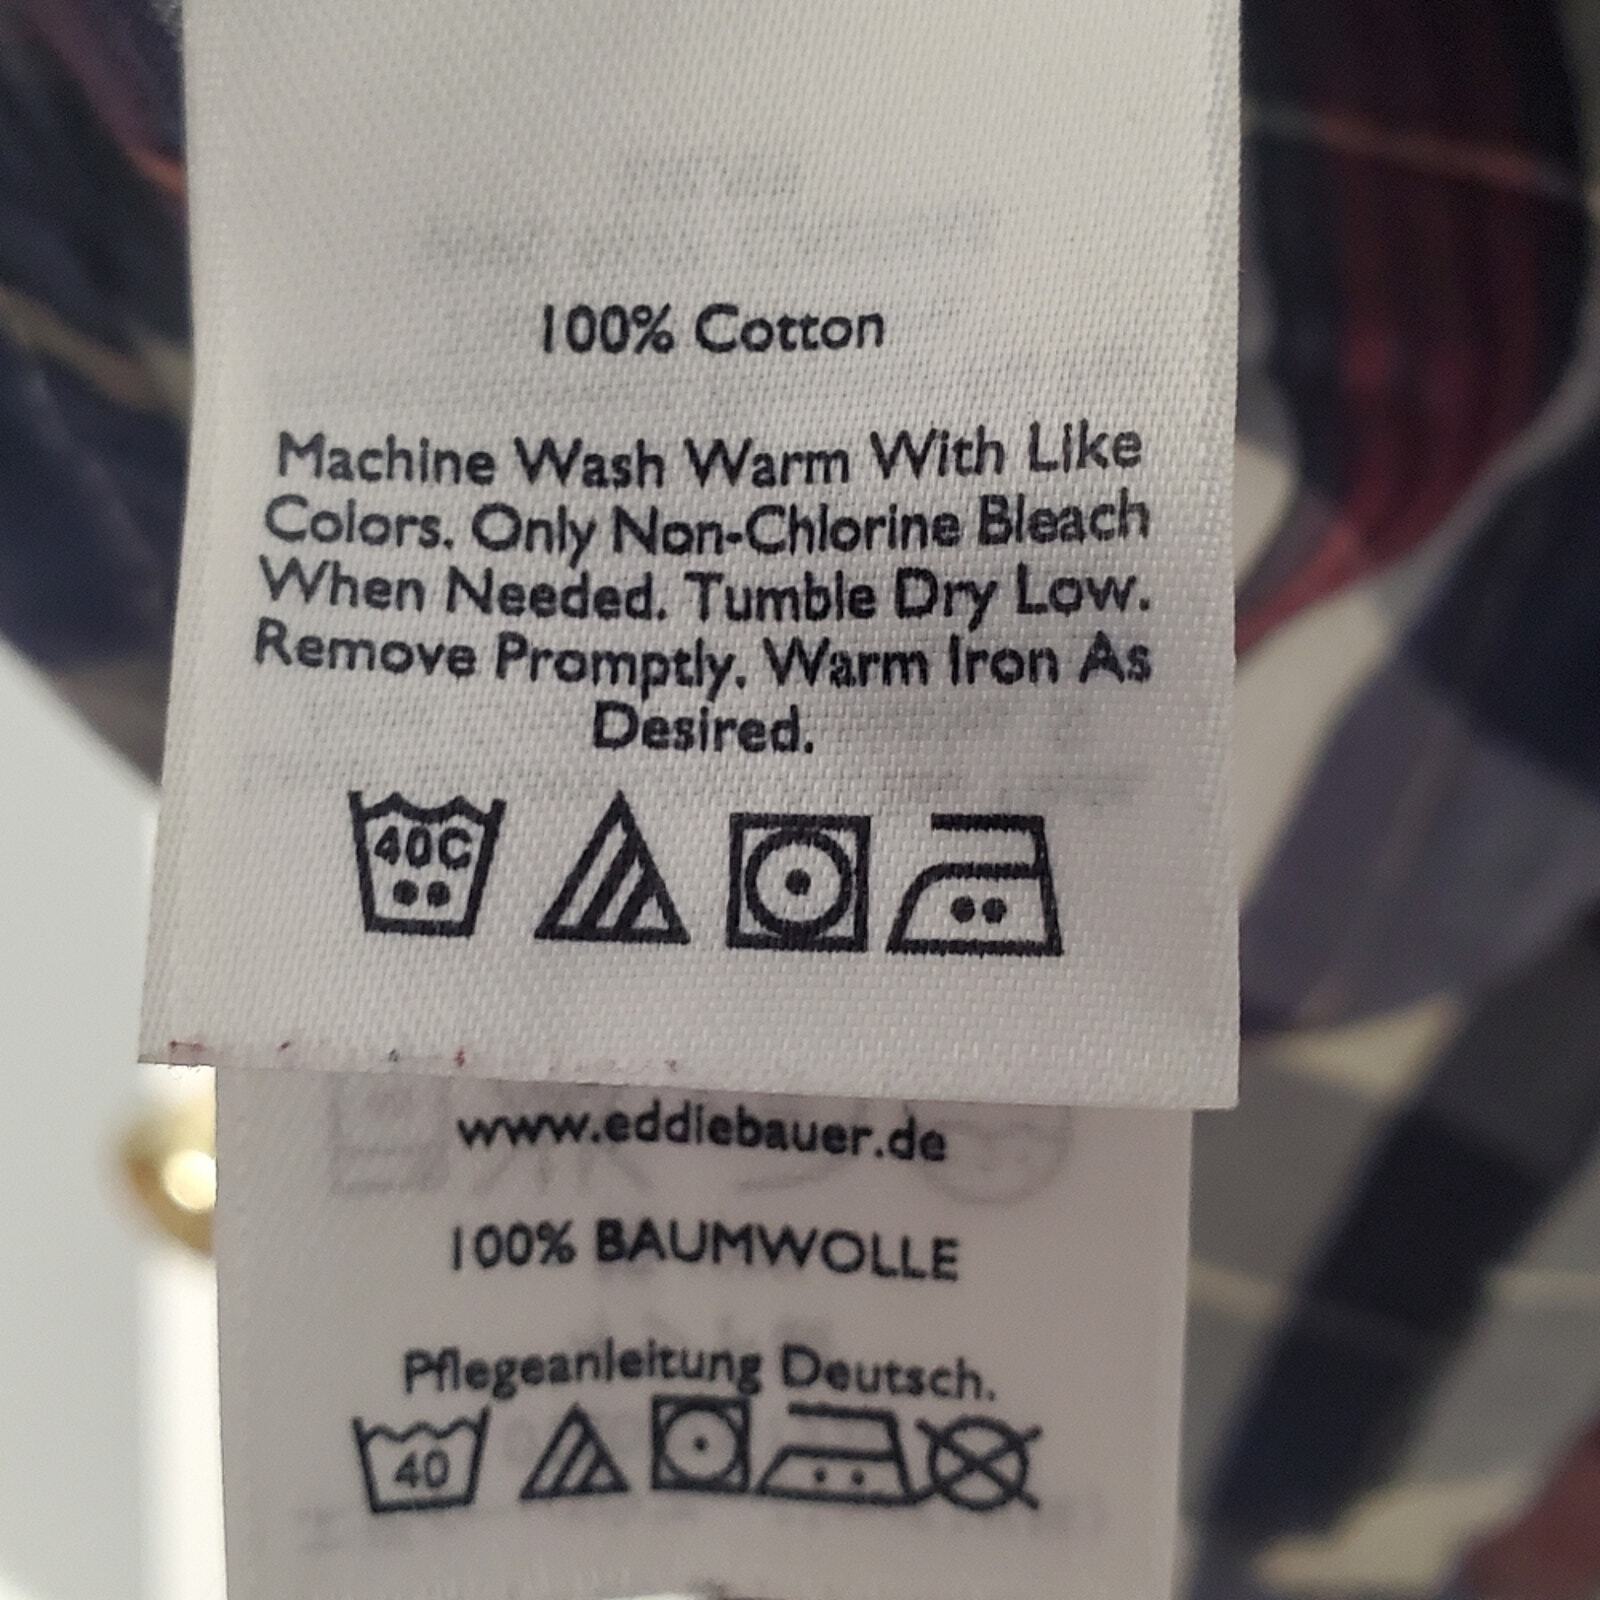 100% Cotton
Machine Wash Warm With Like
Colors. Only Non-Chlorine Bleach
When Needed. Tumble Dry Low.
Remove Promptly. Warm Iron As
Desired.
40C
www.eddiebauer.de
100% BAUMWOLLE
Pflegeanleitung Deutsch.
40